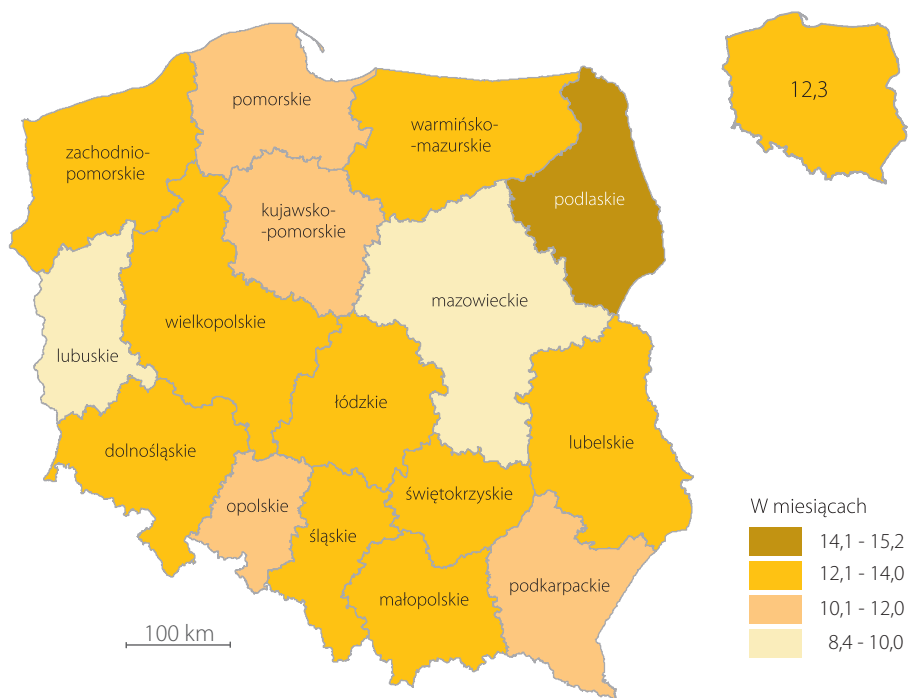 12,3
pomorskie
warmińsko-
-mazurskie
zachodnio-
pomorskie
podlaskie
kujawsko-
-pomorskie
mazowieckie
wielkopolskie
lubuskie
łódzkie
dolnośląskie
lubelskie
świętokrzyskie
opolskie
śląskie
podkarpackie
małopolskie
100 km
W miesiącach
14,1 - 15,2
12,1 - 14,0
10,1 - 12,0
8,4 - 10,0